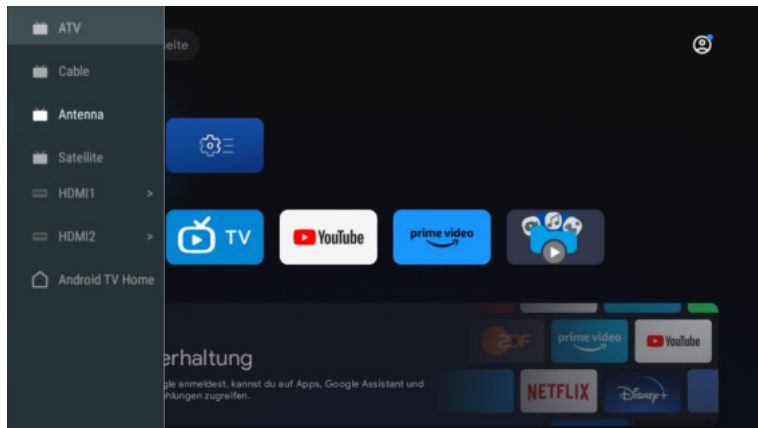 ATV
eite
Cable
Antenna
Satellite
HDMI1 >
HDMI2 >
Android TV Home
TV
YouTube
prime video
erhaltung
gle anmeldest, kannst du auf Apps, Google Assistant und
hlungen zugreifen.
ZDF
prime video
YouTube
NETFLIX
Disney+